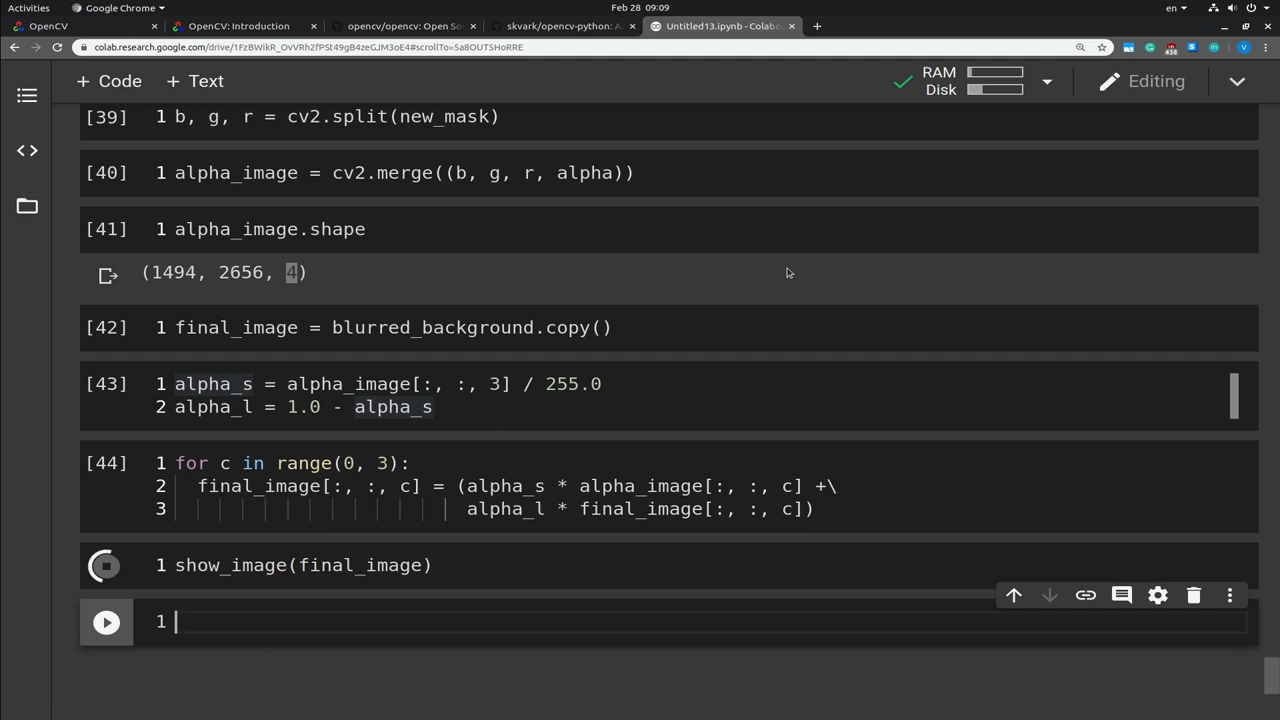 Activities
Google Chrome
Feb 28 09:09
en
OpenCV
OpenCV: Introduction
opencv/opencv: Open So
skvark/opencv-python: A
Untitled13.ipynb - Colabo
colab.research.google.com/drive/1FzBWikR_OvVRh2fPSt49gB4zeGJM3oE4#scrollTo=5a8OUT5HoRRE
438
V
+ Code
+ Text
RAM
Disk
Editing
[39] 1 b, g, r = cv2.split(new_mask)
[40] 1 alpha_image = cv2.merge((b, g, r, alpha))
[41] 1 alpha_image.shape
(1494, 2656, 4)
[42] 1 final_image = blurred_background.copy()
[43] 1 alpha_s = alpha_image[:, :, 3] / 255.0
2 alpha_l = 1.0 - alpha_s
[44] 1 for c in range(0, 3):
2 final_image[:, :, c] = (alpha_s * alpha_image[:, :, c] +\
3 alpha_l * final_image[:, :, c])
1 show_image(final_image)
1